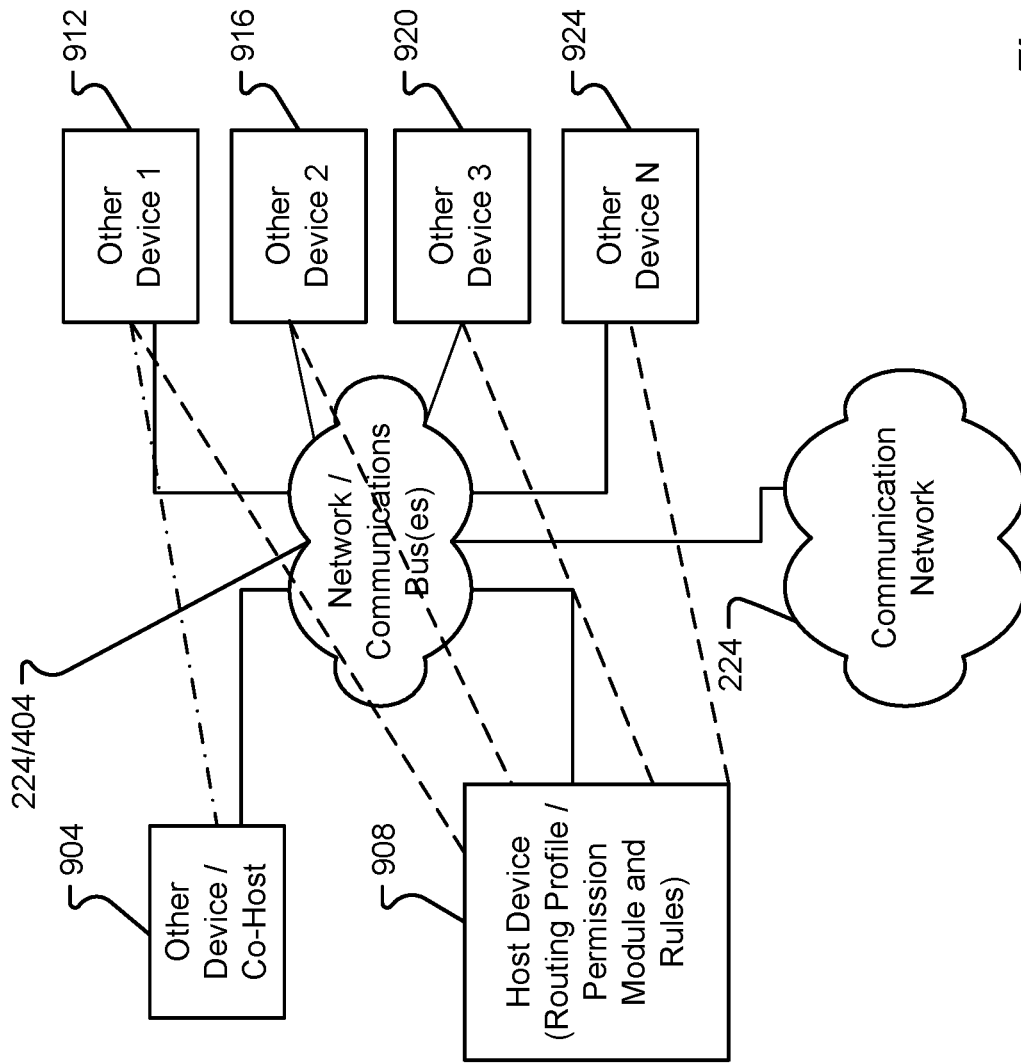 912
916
920
924
Other
Device 1
Other
Device 2
Other
Device 3
Other
Device N
224/404
Network /
Communications
Bus(es)
904
Other
Device /
Co-Host
908
Host Device
(Routing Profile /
Permission
Module and
Rules)
224
Communication
Network